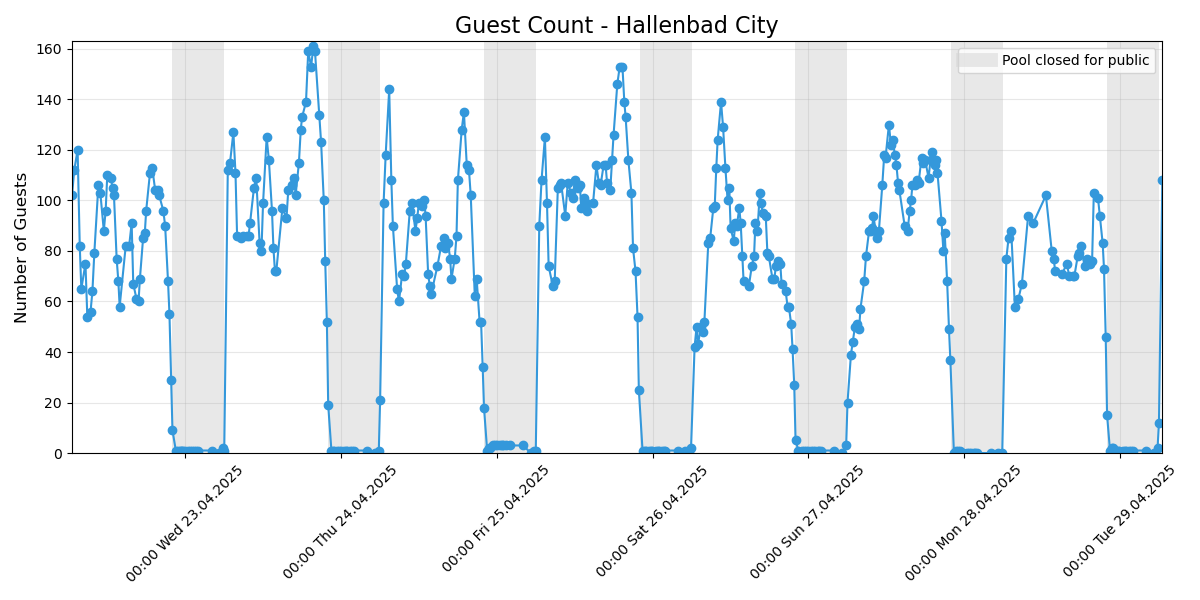 Guest Count - Hallenbad City
Pool closed for public
Number of Guests
160
140
120
100
80
60
40
20
0
00:00 Wed 23.04.2025
00:00 Thu 24.04.2025
00:00 Fri 25.04.2025
00:00 Sat 26.04.2025
00:00 Sun 27.04.2025
00:00 Mon 28.04.2025
00:00 Tue 29.04.2025